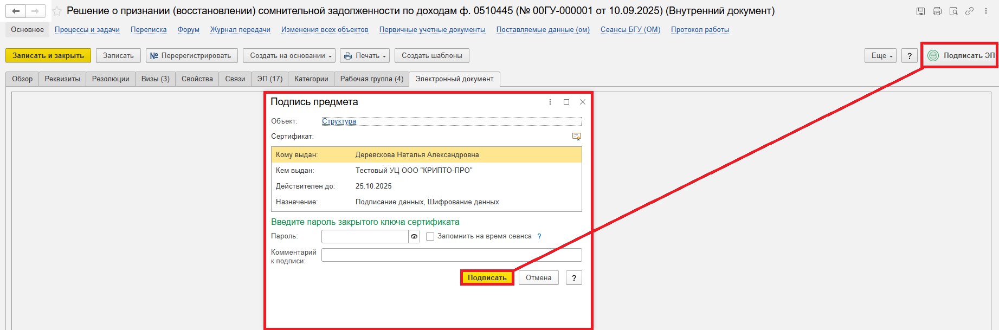 Решение о признании (восстановлении) сомнительной задолженности по доходам ф. 0510445 (№ 00ГУ-000001 от 10.09.2025) (Внутренний документ)
Основное Процессы и задачи Переписка Форум Журнал передачи Изменения всех объектов Первичные учетные документы Поставляемые данные (ом) Сеансы БГУ (ОМ) Протокол работы
Записать и закрыть Записать № Перерегистрировать Создать на основании Печать Создать шаблоны Еще ? Подписать ЭП
Обзор Реквизиты Резолюции Визы (3) Свойства Связи ЭП (17) Категории Рабочая группа (4) Электронный документ
Подпись предмета
Объект: Структура
Сертификат:
Кому выдан: Деревскова Наталья Александровна
Кем выдан: Тестовый УЦ ООО "КРИПТО-ПРО"
Действителен до: 25.10.2025
Назначение: Подписание данных, Шифрование данных
Введите пароль закрытого ключа сертификата
Пароль: Запомнить на время сеанса ?
Комментарий
к подписи:
Подписать Отмена ?